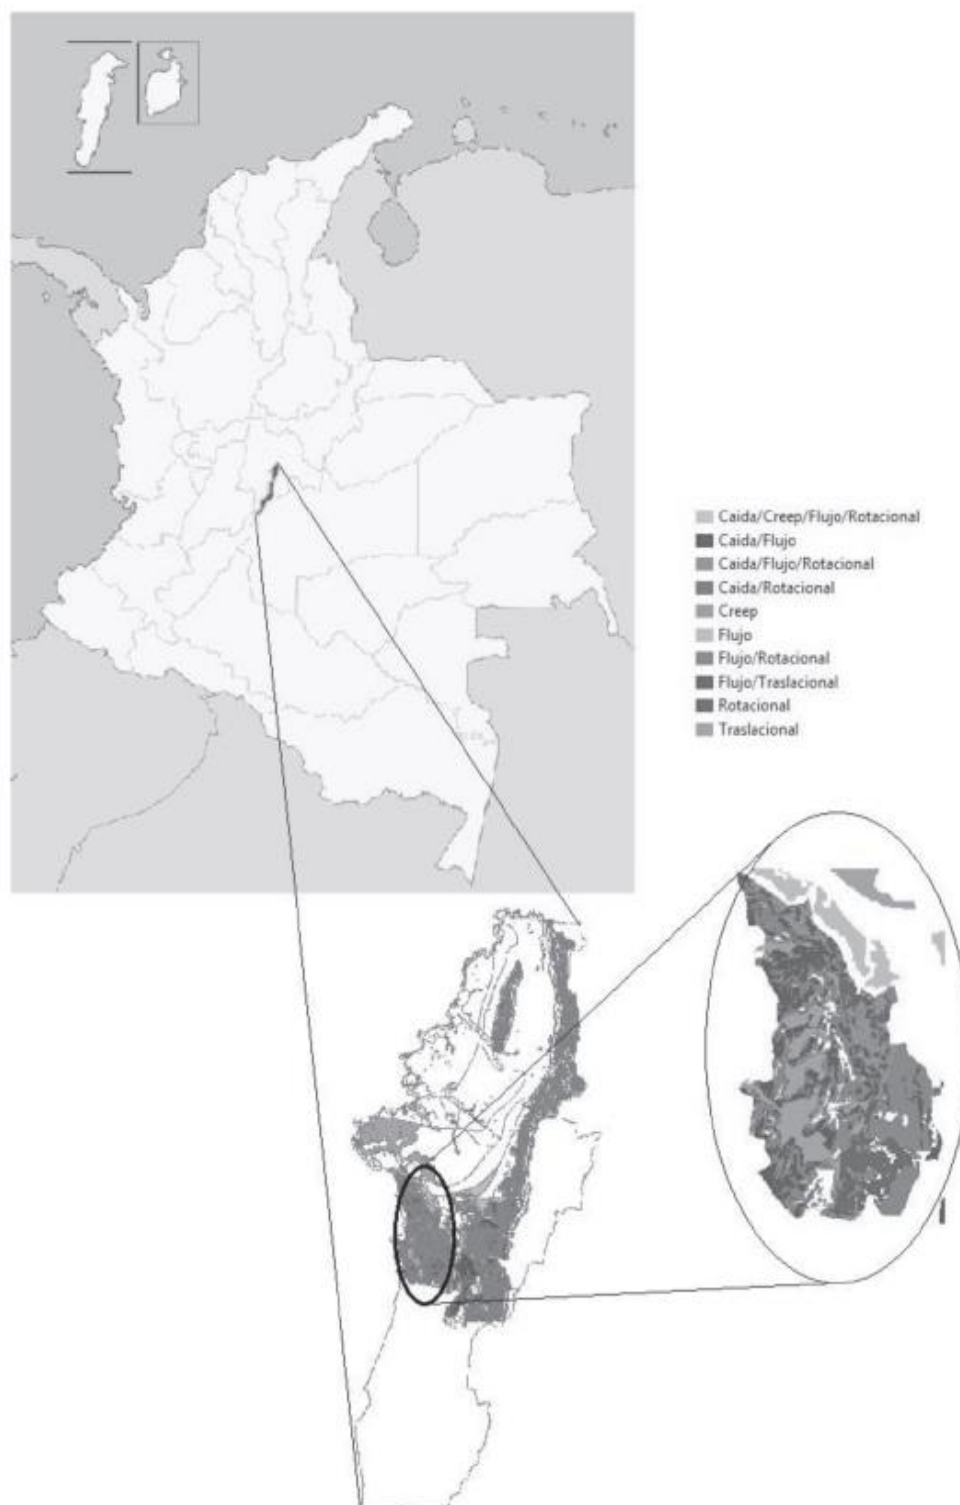 Caida/Creep/Flujo/Rotacional
Caida/Flujo
Caida/Flujo/Rotacional
Caida/Rotacional
Creep
Flujo
Flujo/Rotacional
Flujo/Traslacional
Rotacional
Traslacional